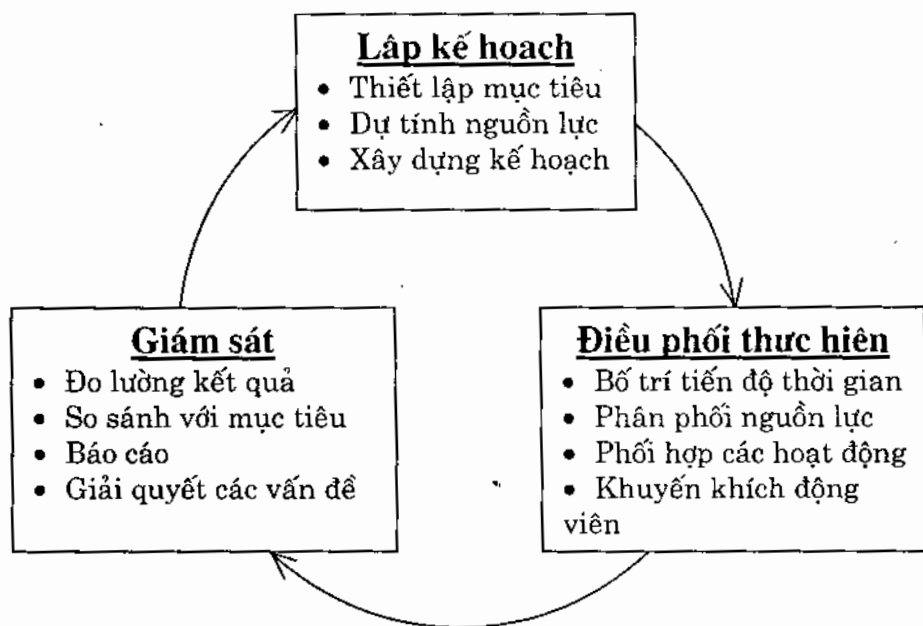 Lập kế hoạch
• Thiết lập mục tiêu
• Dự tính nguồn lực
• Xây dựng kế hoạch
Giám sát
• Đo lường kết quả
• So sánh với mục tiêu
• Báo cáo
• Giải quyết các vấn đề
Điều phối thực hiện
• Bố trí tiến độ thời gian
• Phân phối nguồn lực
• Phối hợp các hoạt động
• Khuyến khích động
viên